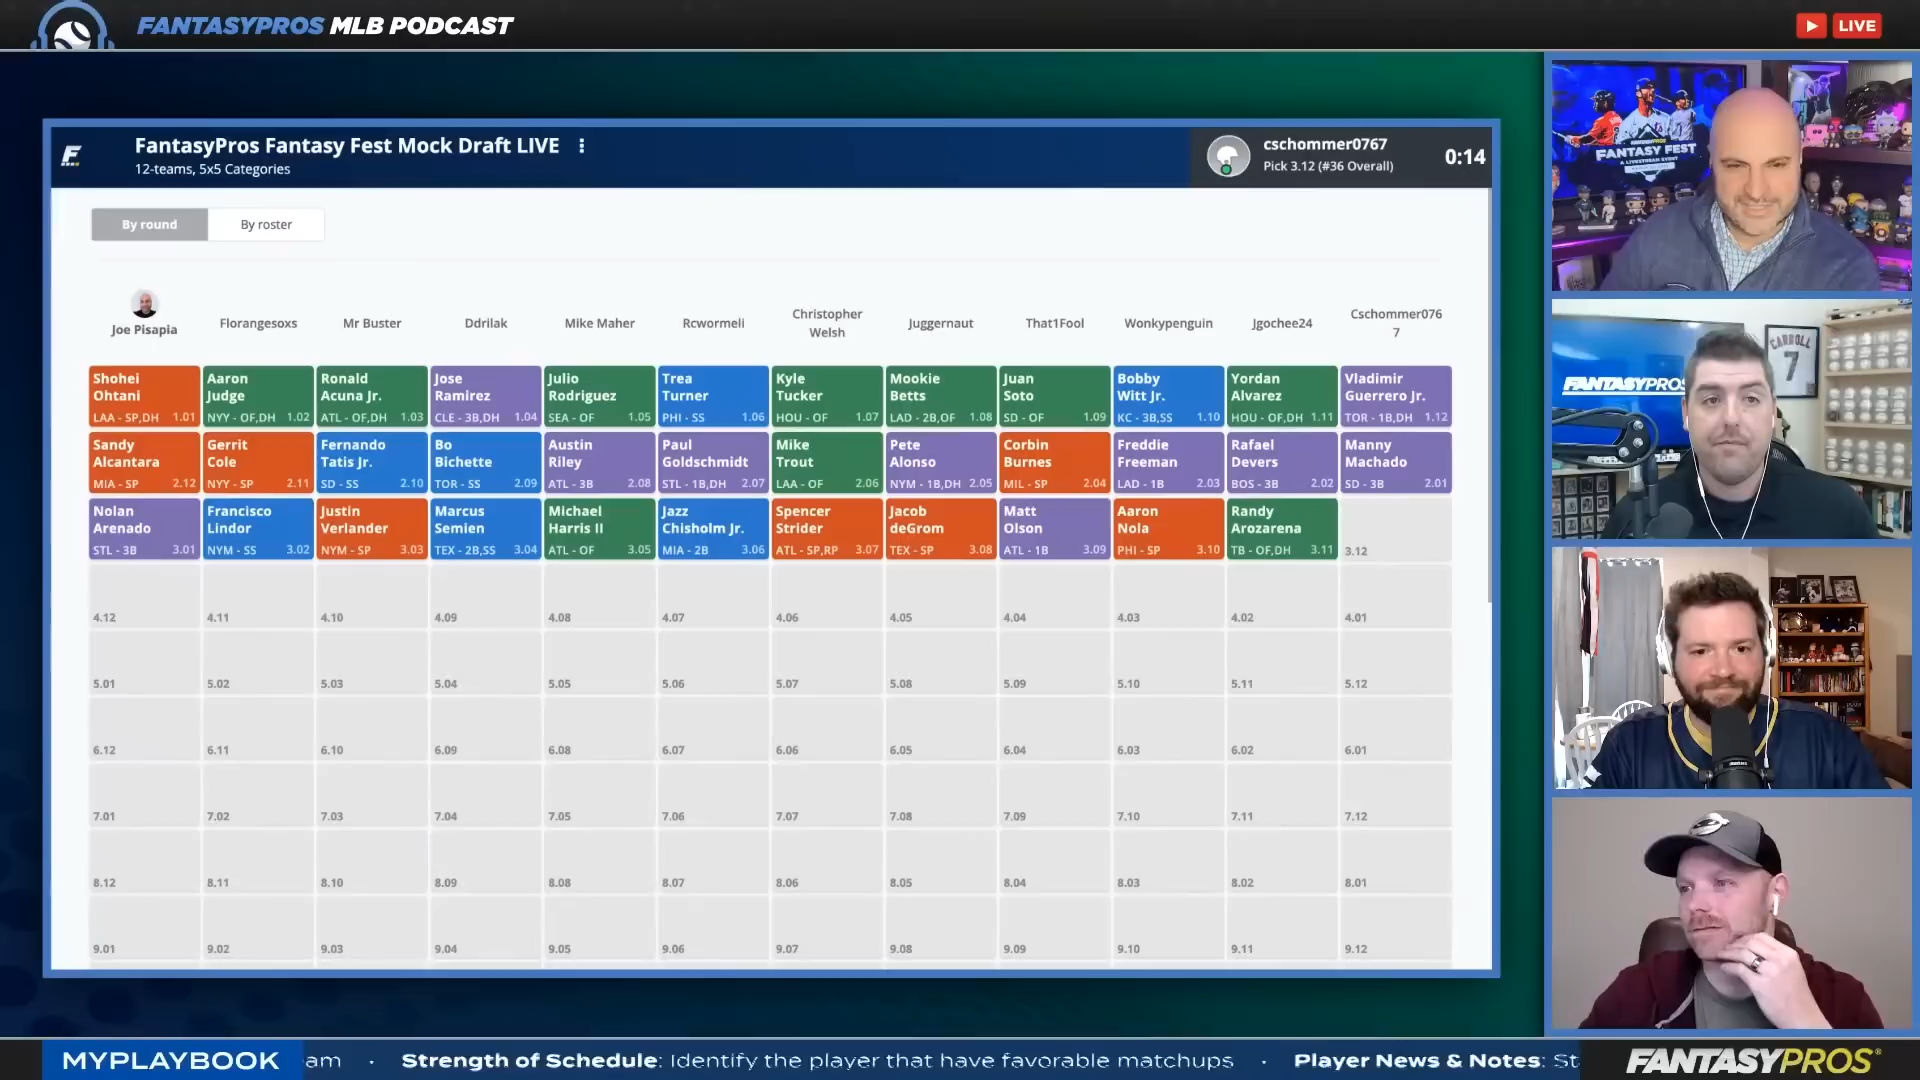 FANTASYPROS MLB PODCAST
LIVE
FantasyPros Fantasy Fest Mock Draft LIVE
12-teams, 5x5 Categories
cschommer0767
Pick 3.12 (#36 Overall)
0:14
By round
By roster
Joe Pisapia
Florangesoxs
Mr Buster
Ddrilak
Mike Maher
Rcwormeli
Christopher
Welsh
Juggernaut
That1Fool
Wonkypenguin
Jgochee24
Cschommer076
7
Shohei
Ohtani
LAA - SP,DH 1.01
Aaron
Judge
NYY - OF,DH 1.02
Ronald
Acuna Jr.
ATL - OF,DH 1.03
Jose
Ramirez
CLE - 3B,DH 1.04
Julio
Rodriguez
SEA - OF 1.05
Trea
Turner
PHI - SS 1.06
Kyle
Tucker
HOU - OF 1.07
Mookie
Betts
LAD - 2B,OF 1.08
Juan
Soto
SD - OF 1.09
Bobby
Witt Jr.
KC - 3B,SS 1.10
Yordan
Alvarez
HOU - OF,DH 1.11
Vladimir
Guerrero Jr.
TOR - 1B,DH 1.12
Sandy
Alcantara
MIA - SP 2.12
Gerrit
Cole
NYY - SP 2.11
Fernando
Tatis Jr.
SD - SS 2.10
Bo
Bichette
TOR - SS 2.09
Austin
Riley
ATL - 3B 2.08
Paul
Goldschmidt
STL - 1B,DH 2.07
Mike
Trout
LAA - OF 2.06
Pete
Alonso
NYM - 1B,DH 2.05
Corbin
Burnes
MIL - SP 2.04
Freddie
Freeman
LAD - 1B 2.03
Rafael
Devers
BOS - 3B 2.02
Manny
Machado
SD - 3B 2.01
Nolan
Arenado
STL - 3B 3.01
Francisco
Lindor
NYM - SS 3.02
Justin
Verlander
NYM - SP 3.03
Marcus
Semien
TEX - 2B,SS 3.04
Michael
Harris II
ATL - OF 3.05
Jazz
Chisholm Jr.
MIA - 2B 3.06
Spencer
Strider
ATL - SP,RP 3.07
Jacob
deGrom
TEX - SP 3.08
Matt
Olson
ATL - 1B 3.09
Aaron
Nola
PHI - SP 3.10
Randy
Arozarena
TB - OF,DH 3.11
3.12
4.12 4.11 4.10 4.09 4.08 4.07 4.06 4.05 4.04 4.03 4.02 4.01
5.01 5.02 5.03 5.04 5.05 5.06 5.07 5.08 5.09 5.10 5.11 5.12
6.12 6.11 6.10 6.09 6.08 6.07 6.06 6.05 6.04 6.03 6.02 6.01
7.01 7.02 7.03 7.04 7.05 7.06 7.07 7.08 7.09 7.10 7.11 7.12
8.12 8.11 8.10 8.09 8.08 8.07 8.06 8.05 8.04 8.03 8.02 8.01
9.01 9.02 9.03 9.04 9.05 9.06 9.07 9.08 9.09 9.10 9.11 9.12
FANTASY FEST
CARROLL
7
FANTASYPROS
MYPLAYBOOK
am · Strength of Schedule: Identify the player that have favorable matchups · Player News & Notes: St
FANTASYPROS